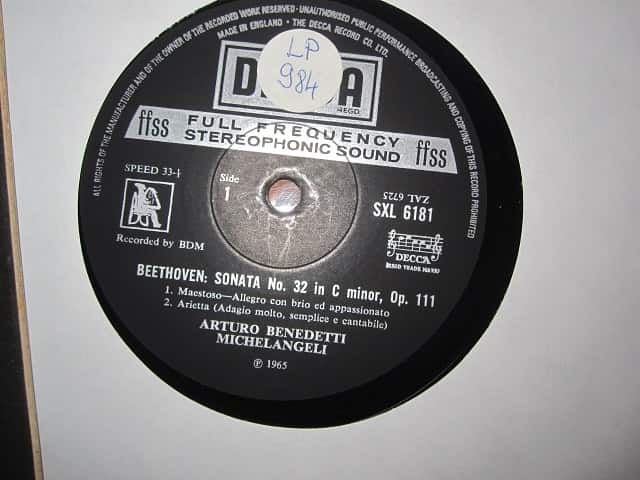 ALL RIGHTS OF THE MANUFACTURER AND OF THE OWNER OF THE RECORDED WORK RESERVED · UNAUTHORISED PUBLIC PERFORMANCE BROADCASTING AND COPYING OF THIS RECORD PROHIBITED
MADE IN ENGLAND · THE DECCA RECORD CO. LTD.
LP
984
REGD.
ffss FULL FREQUENCY ffss
STEREOPHONIC SOUND
SPEED 33⅓
Side
1
ZAL 6725
SXL 6181
DECCA
Recorded by BDM
BEETHOVEN: SONATA No. 32 in C minor, Op. 111
1. Maestoso—Allegro con brio ed appassionato
2. Arietta (Adagio molto, semplice e cantabile)
ARTURO BENEDETTI
MICHELANGELI
℗ 1965